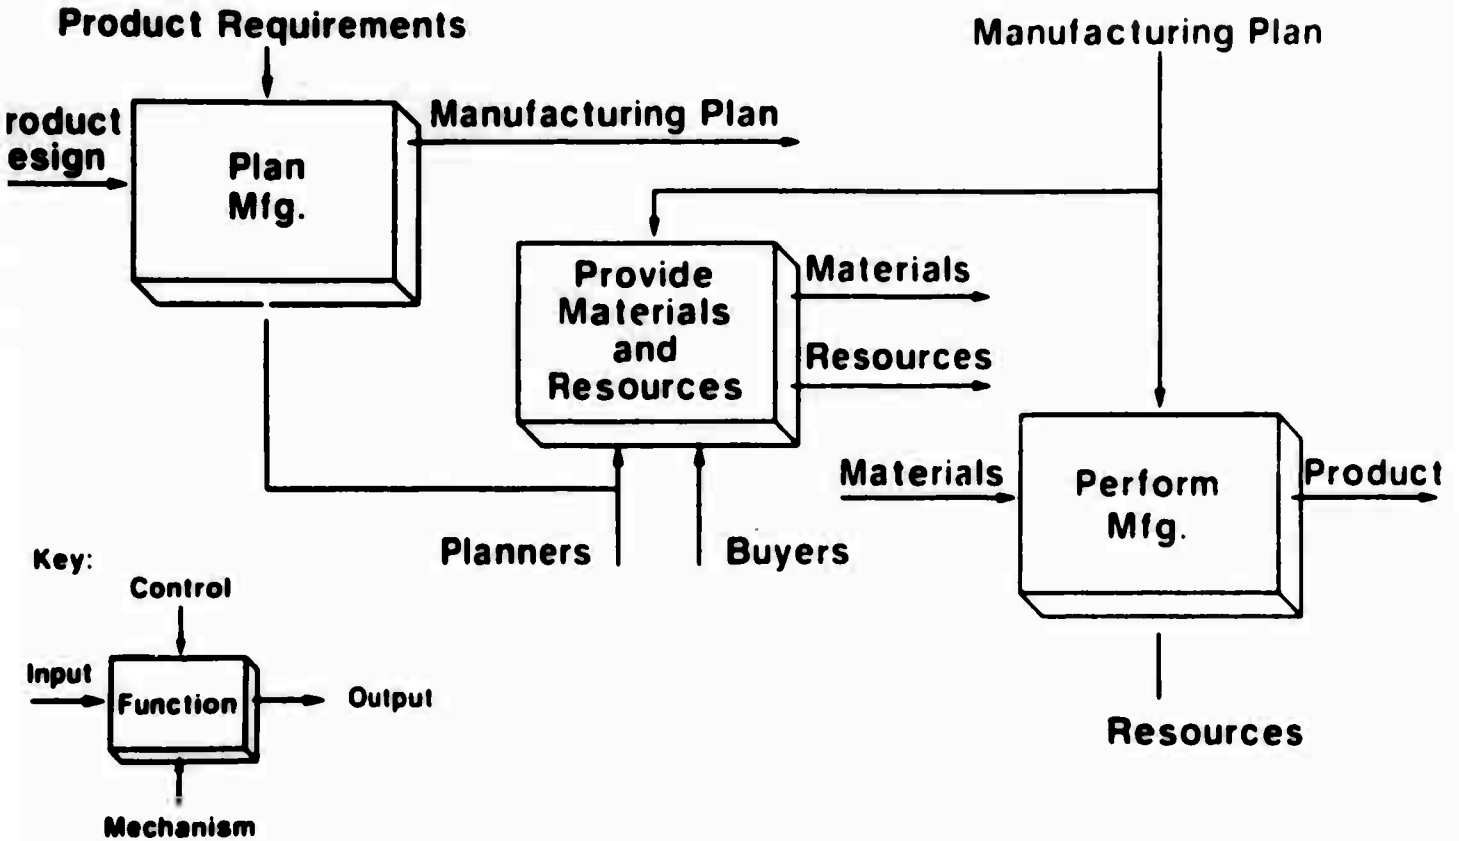 Product Requirements
Manufacturing Plan
roduct
esign
Plan
Mfg.
Manufacturing Plan
Provide
Materials
and
Resources
Materials
Resources
Materials
Perform
Mfg.
Product
Planners
Buyers
Resources
Key:
Control
Input
Function
Output
Mechanism